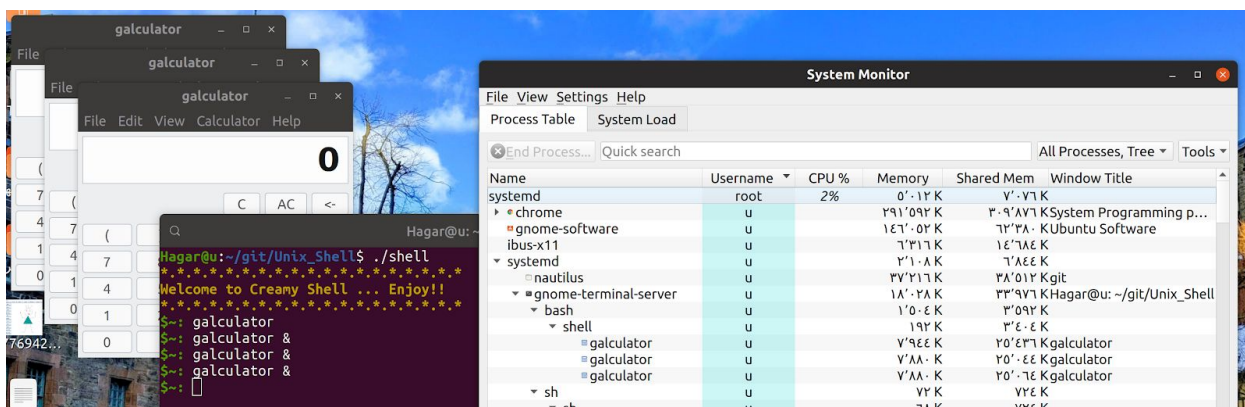 galculator
File
galculator
File
galculator
File Edit View Calculator Help
0
C AC <-
(
7
4
1
0
(
7
4
1
0
(
7
4
1
0
76942...
Hagar@u: ~
Hagar@u:~/git/Unix_Shell$ ./shell
*.*.*.*.*.*.*.*.*.*.*.*.*.*.*.*.*.*.*
Welcome to Creamy Shell ... Enjoy!!
*.*.*.*.*.*.*.*.*.*.*.*.*.*.*.*.*.*.*
$~: galculator
$~: galculator &
$~: galculator &
$~: galculator &
$~:
System Monitor
File View Settings Help
Process Table System Load
End Process... Quick search All Processes, Tree Tools
Name Username CPU % Memory Shared Mem Window Title
systemd root 2% ٥٬٠١٢ K ٧٬٠٧٦ K
chrome u ٢٩١٬٥٩٢ K ٣٠٩٬٨٧٦ K System Programming p...
gnome-software u ١٤٦٬٠٥٢ K ٦٢٬٣٨٠ K Ubuntu Software
ibus-x11 u ٦٬٣١٦ K ١٤٬٦٨٤ K
systemd u ٢٬١٠٨ K ٦٬٨٤٤ K
nautilus u ٣٧٬٢١٦ K ٣٨٬٥١٢ K git
gnome-terminal-server u ١٨٬٠٢٨ K ٣٣٬٩٧٦ K Hagar@u: ~/git/Unix_Shell
bash u ١٬٥٠٤ K ٣٬٥٩٢ K
shell u ١٩٢ K ٣٬٤٠٤ K
galculator u ٧٬٩٤٤ K ٢٥٬٤٣٦ K galculator
galculator u ٧٬٨٨٠ K ٢٥٬٠٤٤ K galculator
galculator u ٧٬٨٨٠ K ٢٥٬٠٦٤ K galculator
sh u ٧٢ K ٧٢٤ K